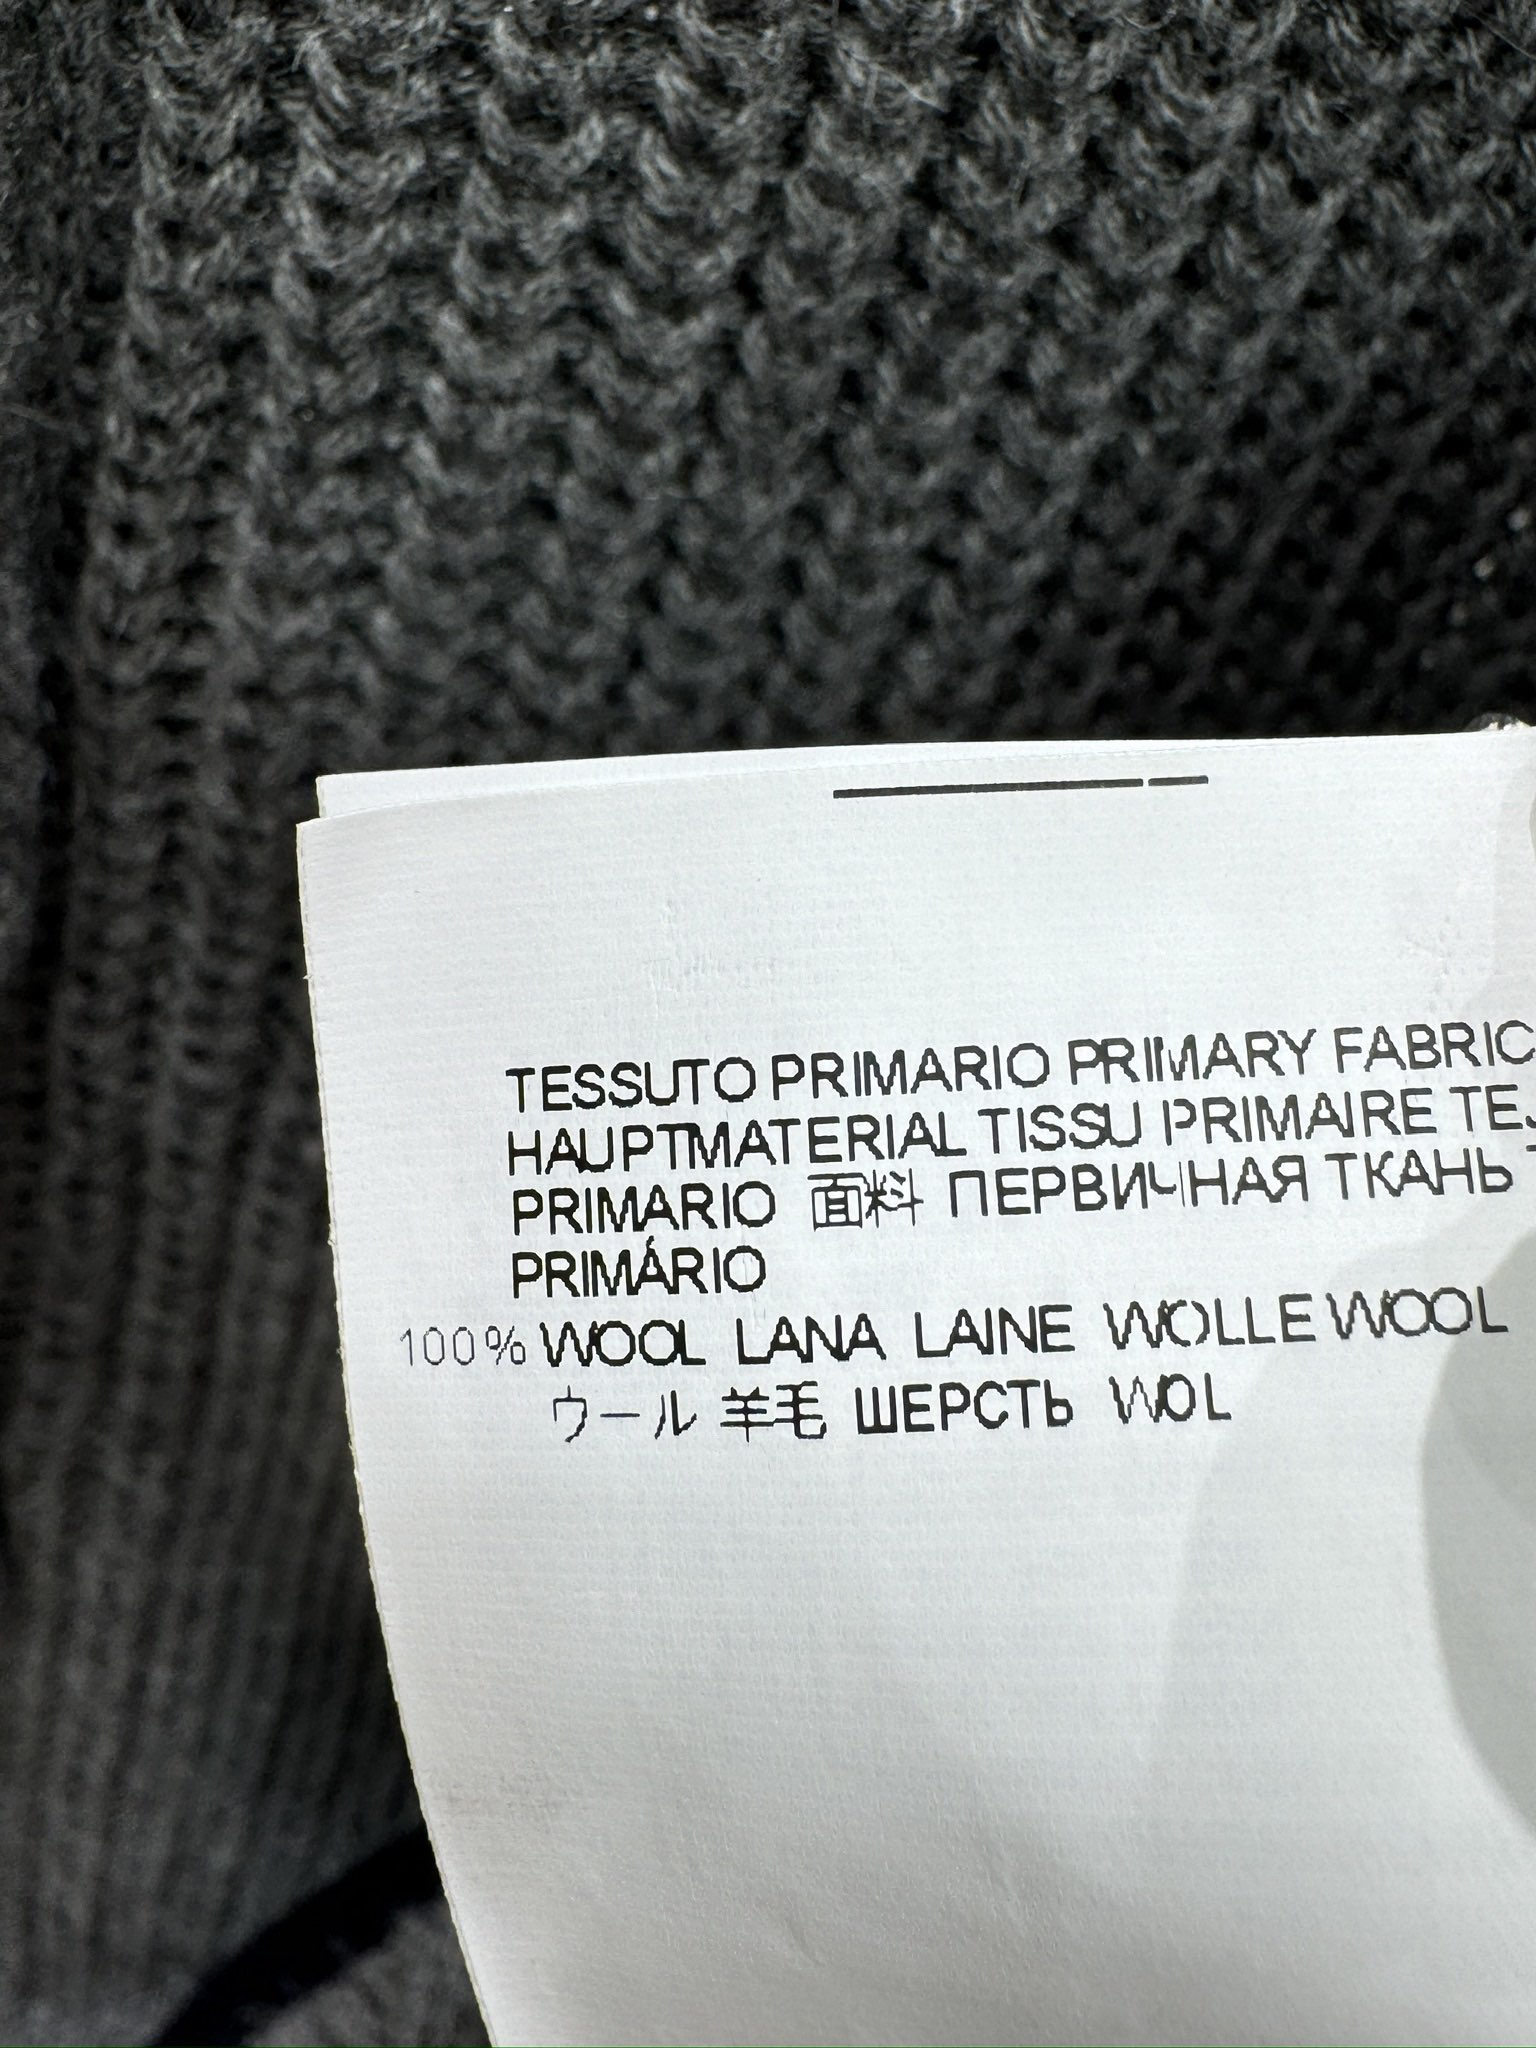 TESSUTO PRIMARIO PRIMARY FABRIC
HAUPTMATERIAL TISSU PRIMAIRE
PRIMARIO 面料 ПЕРВИЧНАЯ ТКАНЬ
PRIMÁRIO
100% WOOL LANA LAINE WOLLE WOOL
ウール 羊毛 ШЕРСТЬ WOL